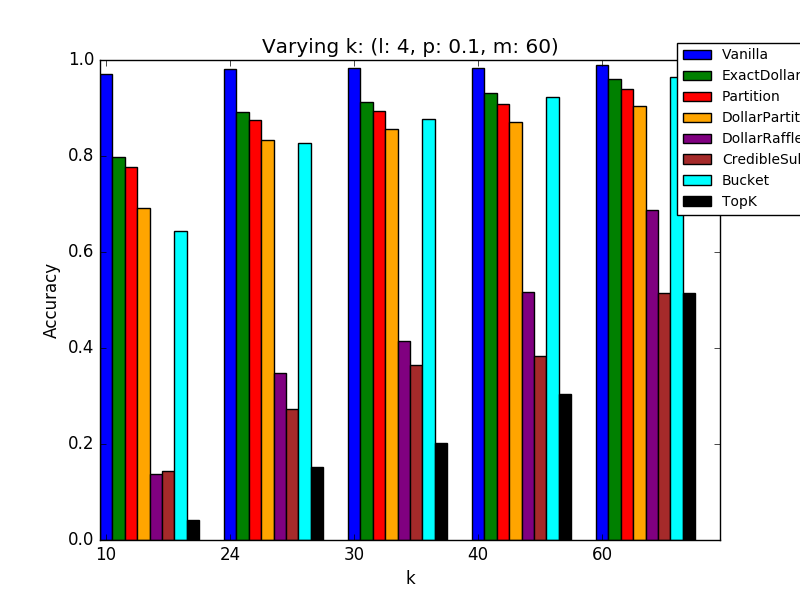 Varying k: (l: 4, p: 0.1, m: 60)
Vanilla
ExactDollar
Partition
DollarPartit
DollarRaffle
CredibleSul
Bucket
TopK
Accuracy
1.0
0.8
0.6
0.4
0.2
0.0
10 24 30 40 60
k